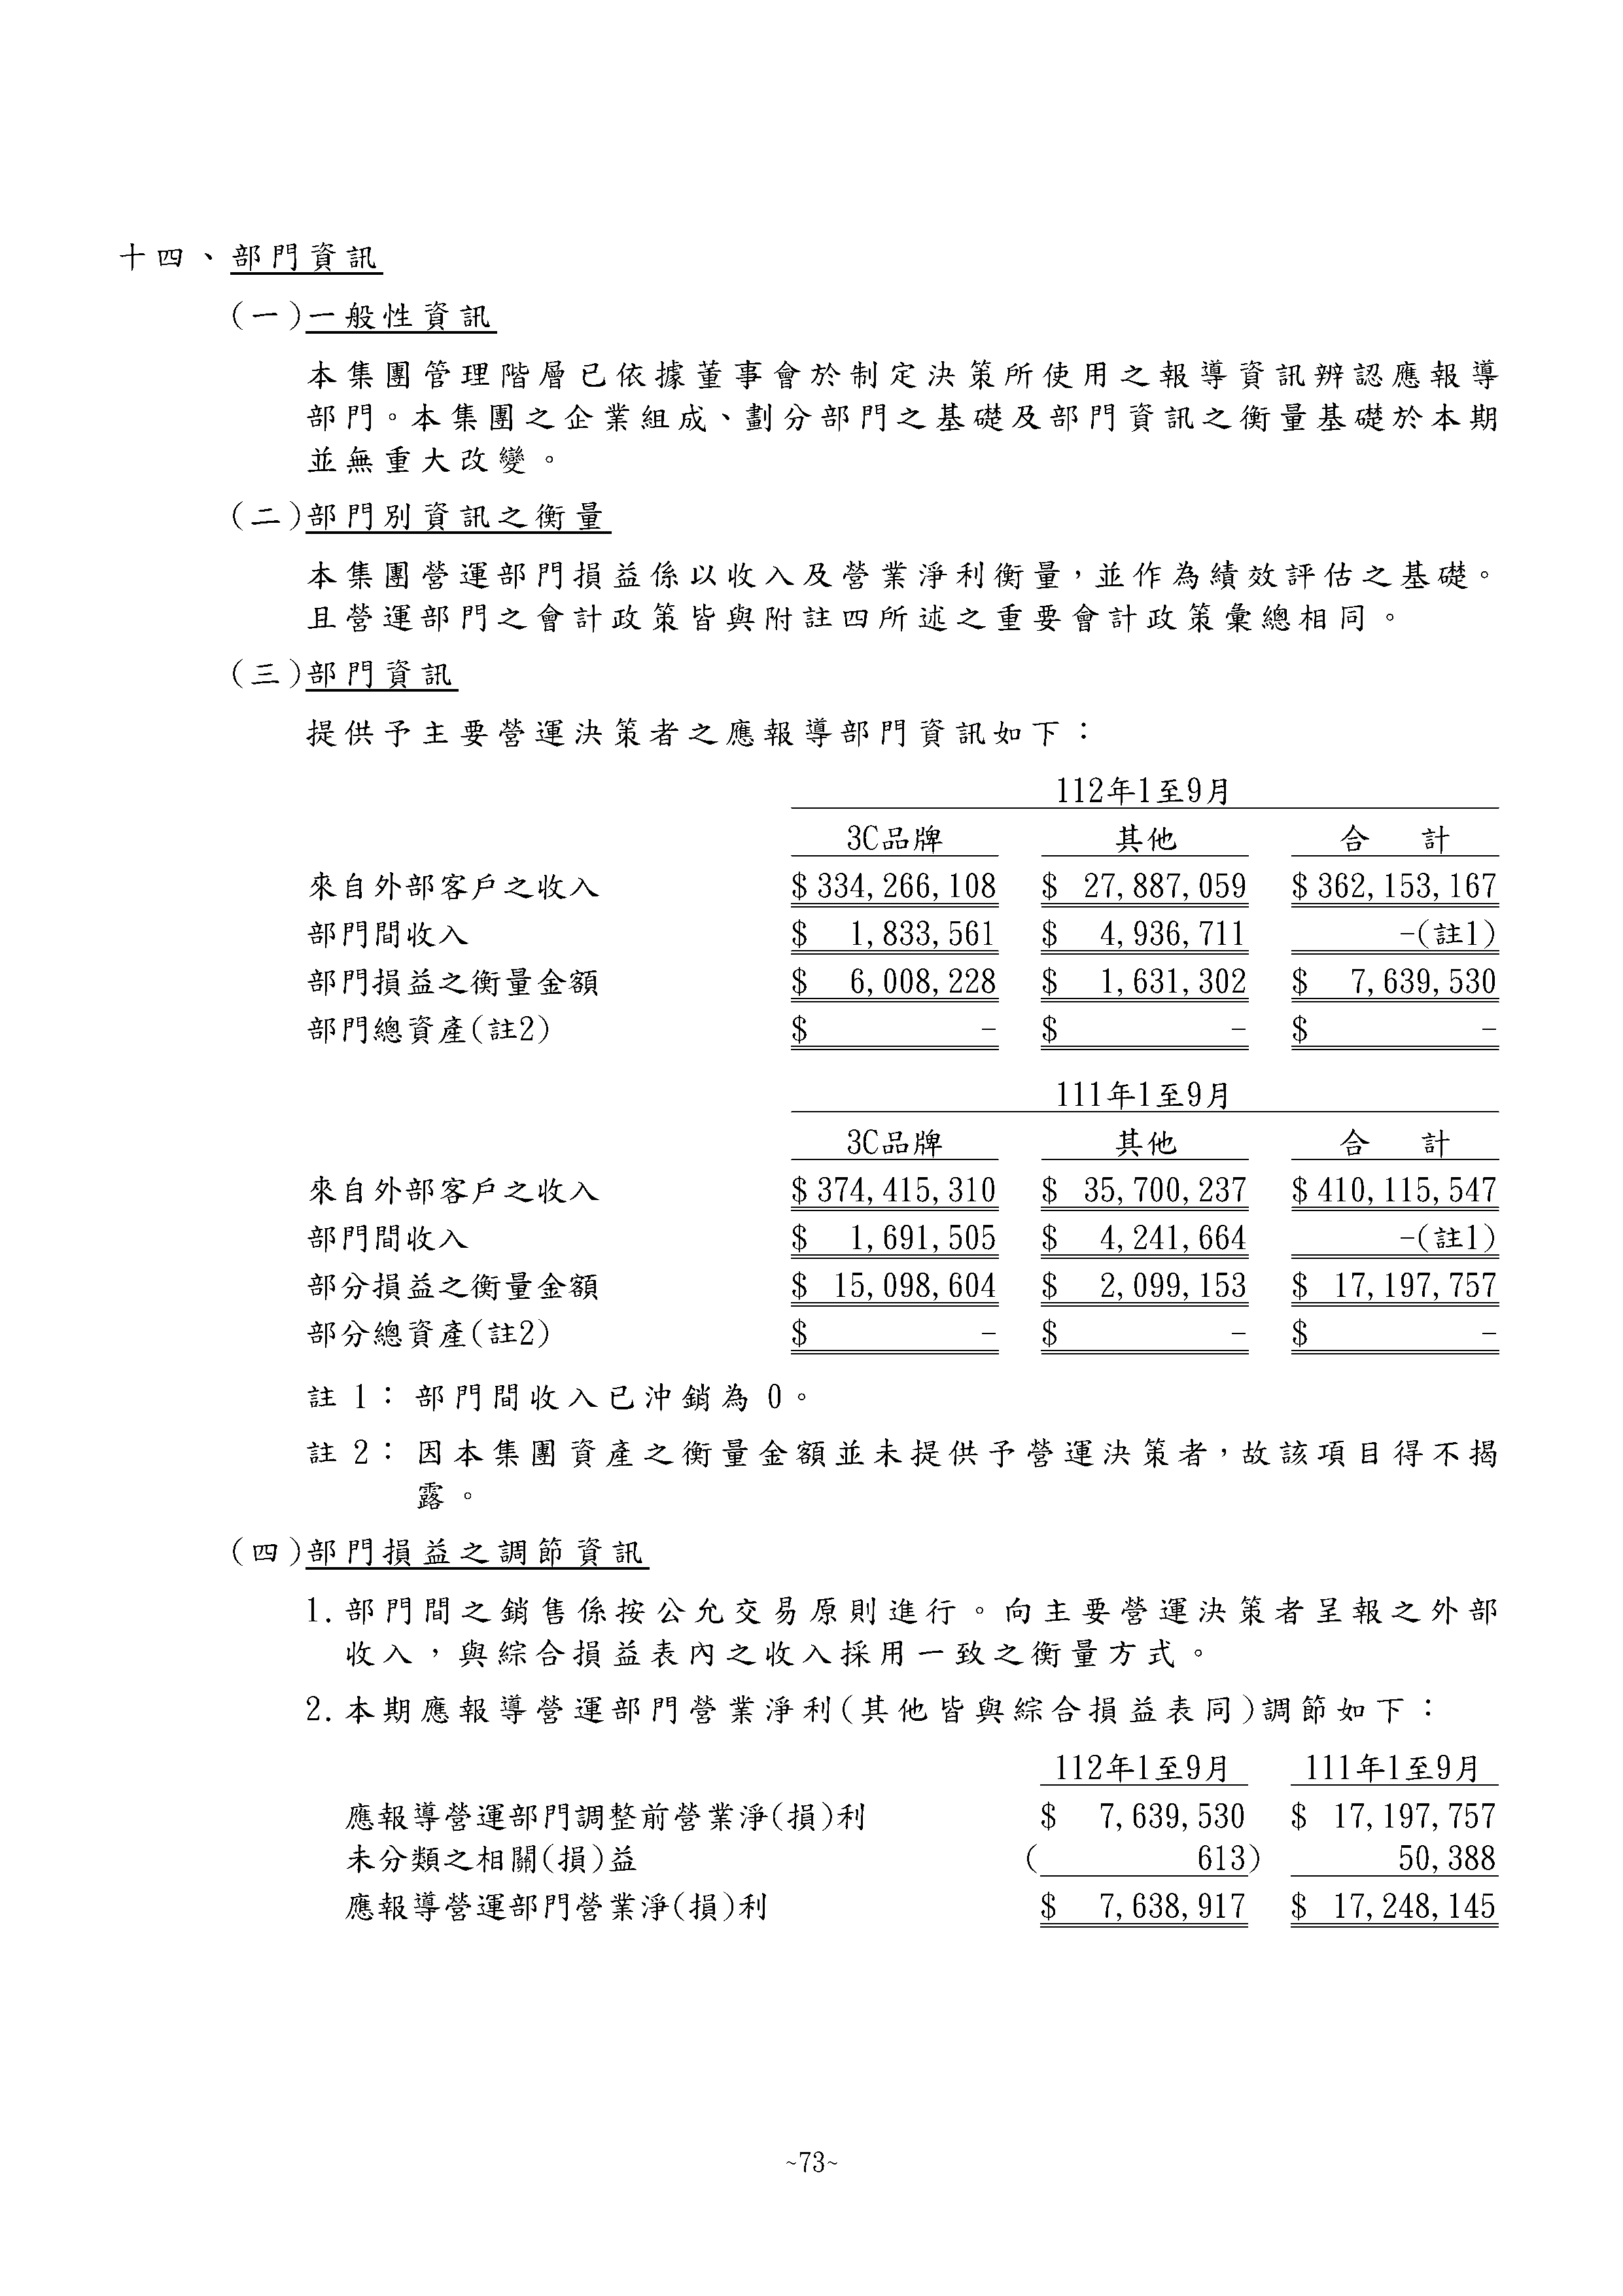 十四、部門資訊
(一)一般性資訊
本集團管理階層已依據董事會於制定決策所使用之報導資訊辨認應報導
部門。本集團之企業組成、劃分部門之基礎及部門資訊之衡量基礎於本期
並無重大改變。
(二)部門別資訊之衡量
本集團營運部門損益係以收入及營業淨利衡量，並作為績效評估之基礎。
且營運部門之會計政策皆與附註四所述之重要會計政策彙總相同。
(三)部門資訊
提供予主要營運決策者之應報導部門資訊如下：
112年1至9月
3C品牌 其他 合 計
來自外部客戶之收入 $ 334,266,108 $ 27,887,059 $ 362,153,167
部門間收入 $ 1,833,561 $ 4,936,711 -(註1)
部門損益之衡量金額 $ 6,008,228 $ 1,631,302 $ 7,639,530
部門總資產(註2) $ - $ - $ -
111年1至9月
3C品牌 其他 合 計
來自外部客戶之收入 $ 374,415,310 $ 35,700,237 $ 410,115,547
部門間收入 $ 1,691,505 $ 4,241,664 -(註1)
部分損益之衡量金額 $ 15,098,604 $ 2,099,153 $ 17,197,757
部分總資產(註2) $ - $ - $ -
註 1：部門間收入已沖銷為 0。
註 2：因本集團資產之衡量金額並未提供予營運決策者，故該項目得不揭
露。
(四)部門損益之調節資訊
1.部門間之銷售係按公允交易原則進行。向主要營運決策者呈報之外部
收入，與綜合損益表內之收入採用一致之衡量方式。
2.本期應報導營運部門營業淨利(其他皆與綜合損益表同)調節如下：
112年1至9月 111年1至9月
應報導營運部門調整前營業淨(損)利 $ 7,639,530 $ 17,197,757
未分類之相關(損)益 ( 613) 50,388
應報導營運部門營業淨(損)利 $ 7,638,917 $ 17,248,145
~73~